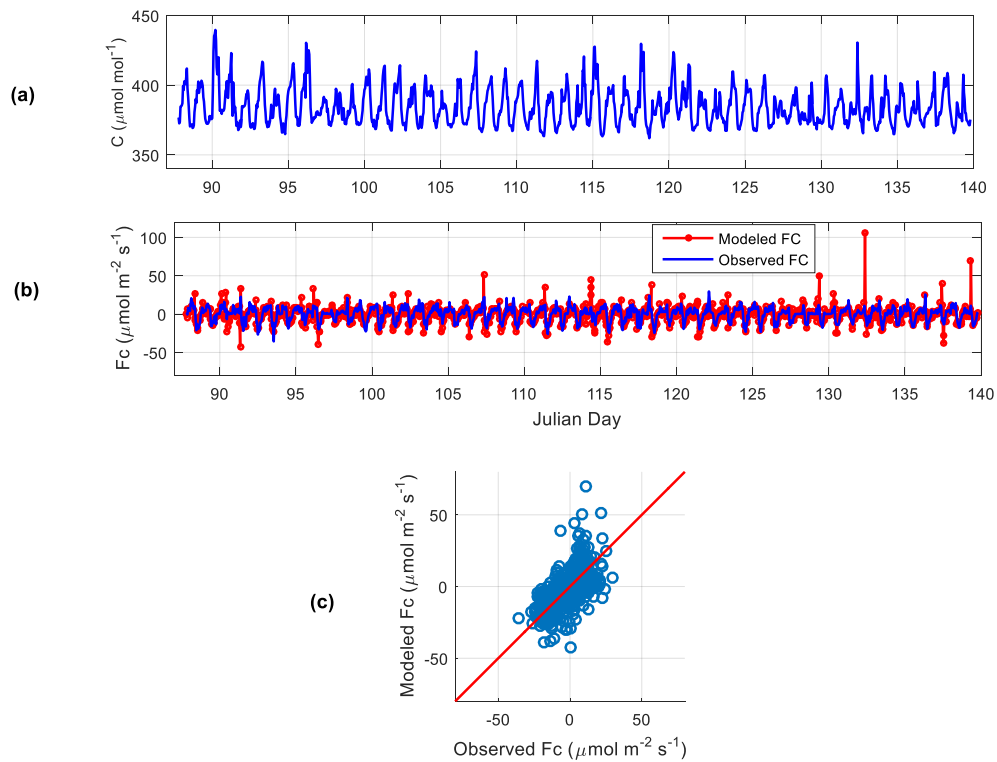 (a)
C (μmol mol⁻¹)
450
400
350
90 95 100 105 110 115 120 125 130 135 140
(b)
Fc (μmol m⁻² s⁻¹)
100
50
0
-50
Modeled FC
Observed FC
90 95 100 105 110 115 120 125 130 135 140
Julian Day
(c)
Modeled Fc (μmol m⁻² s⁻¹)
50
0
-50
-50 0 50
Observed Fc (μmol m⁻² s⁻¹)